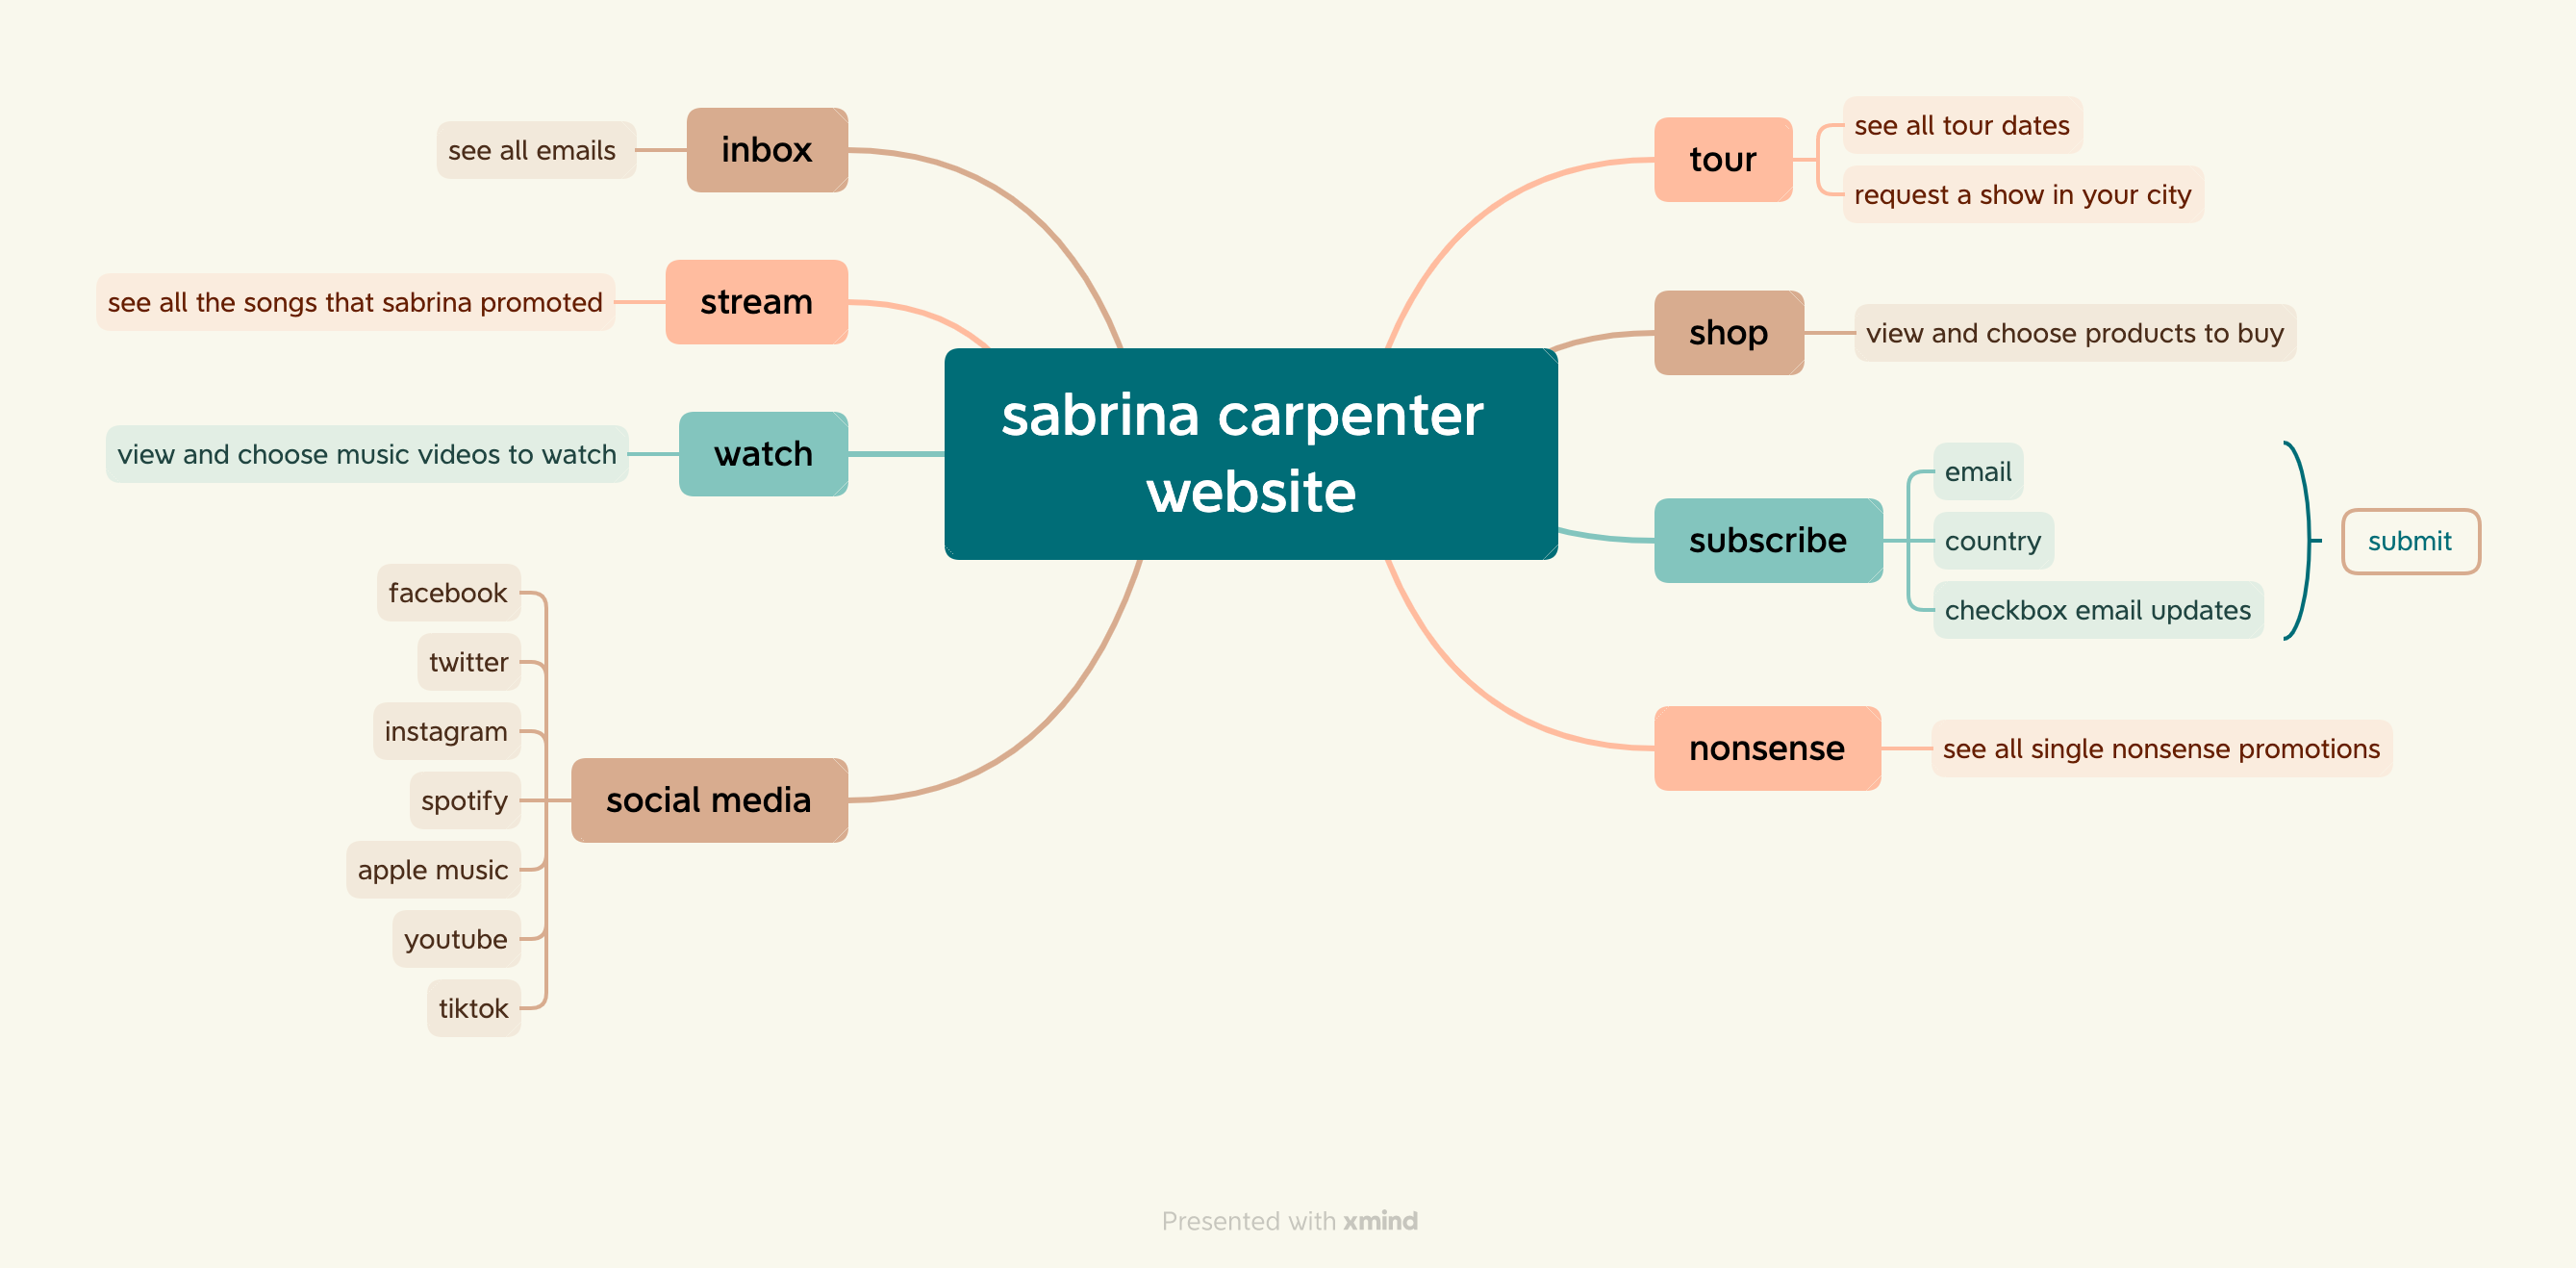 sabrina carpenter
website
tour
see all tour dates
request a show in your city
shop
view and choose products to buy
subscribe
email
country
checkbox email updates
submit
nonsense
see all single nonsense promotions
inbox
see all emails
stream
see all the songs that sabrina promoted
watch
view and choose music videos to watch
social media
facebook
twitter
instagram
spotify
apple music
youtube
tiktok
Presented with xmind